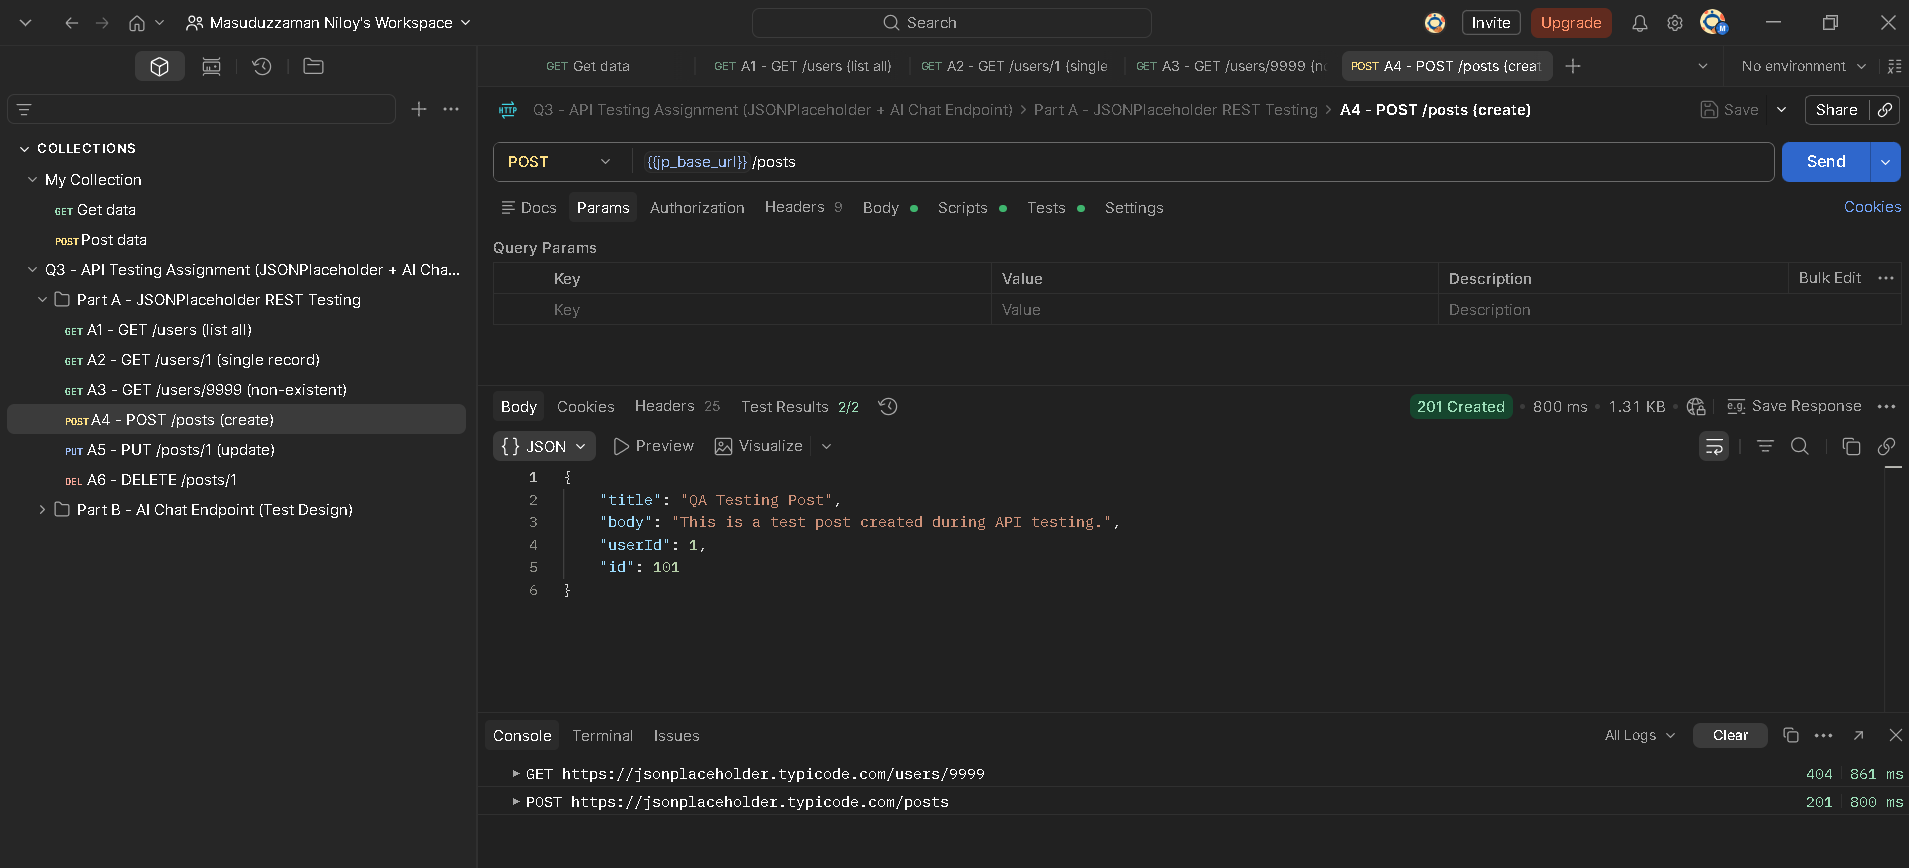 Masuduzzaman Niloy's Workspace
Search
Invite
Upgrade
M
GET Get data
GET A1 - GET /users (list all)
GET A2 - GET /users/1 (single
GET A3 - GET /users/9999 (no
POST A4 - POST /posts (creat
No environment
HTTP Q3 - API Testing Assignment (JSONPlaceholder + AI Chat Endpoint) > Part A - JSONPlaceholder REST Testing > A4 - POST /posts (create)
Save
Share
COLLECTIONS
My Collection
GET Get data
POST Post data
Q3 - API Testing Assignment (JSONPlaceholder + AI Cha...
Part A - JSONPlaceholder REST Testing
GET A1 - GET /users (list all)
GET A2 - GET /users/1 (single record)
GET A3 - GET /users/9999 (non-existent)
POST A4 - POST /posts (create)
PUT A5 - PUT /posts/1 (update)
DEL A6 - DELETE /posts/1
Part B - AI Chat Endpoint (Test Design)
POST
{{jp_base_url}} /posts
Send
Docs Params Authorization Headers 9 Body Scripts Tests Settings
Cookies
Query Params
Key Value Description Bulk Edit
Key Value Description
Body Cookies Headers 25 Test Results 2/2
201 Created 800 ms 1.31 KB e.g. Save Response
{} JSON Preview Visualize
1 {
2 "title": "QA Testing Post",
3 "body": "This is a test post created during API testing.",
4 "userId": 1,
5 "id": 101
6 }
Console Terminal Issues
All Logs Clear
GET https://jsonplaceholder.typicode.com/users/9999 404 861 ms
POST https://jsonplaceholder.typicode.com/posts 201 800 ms